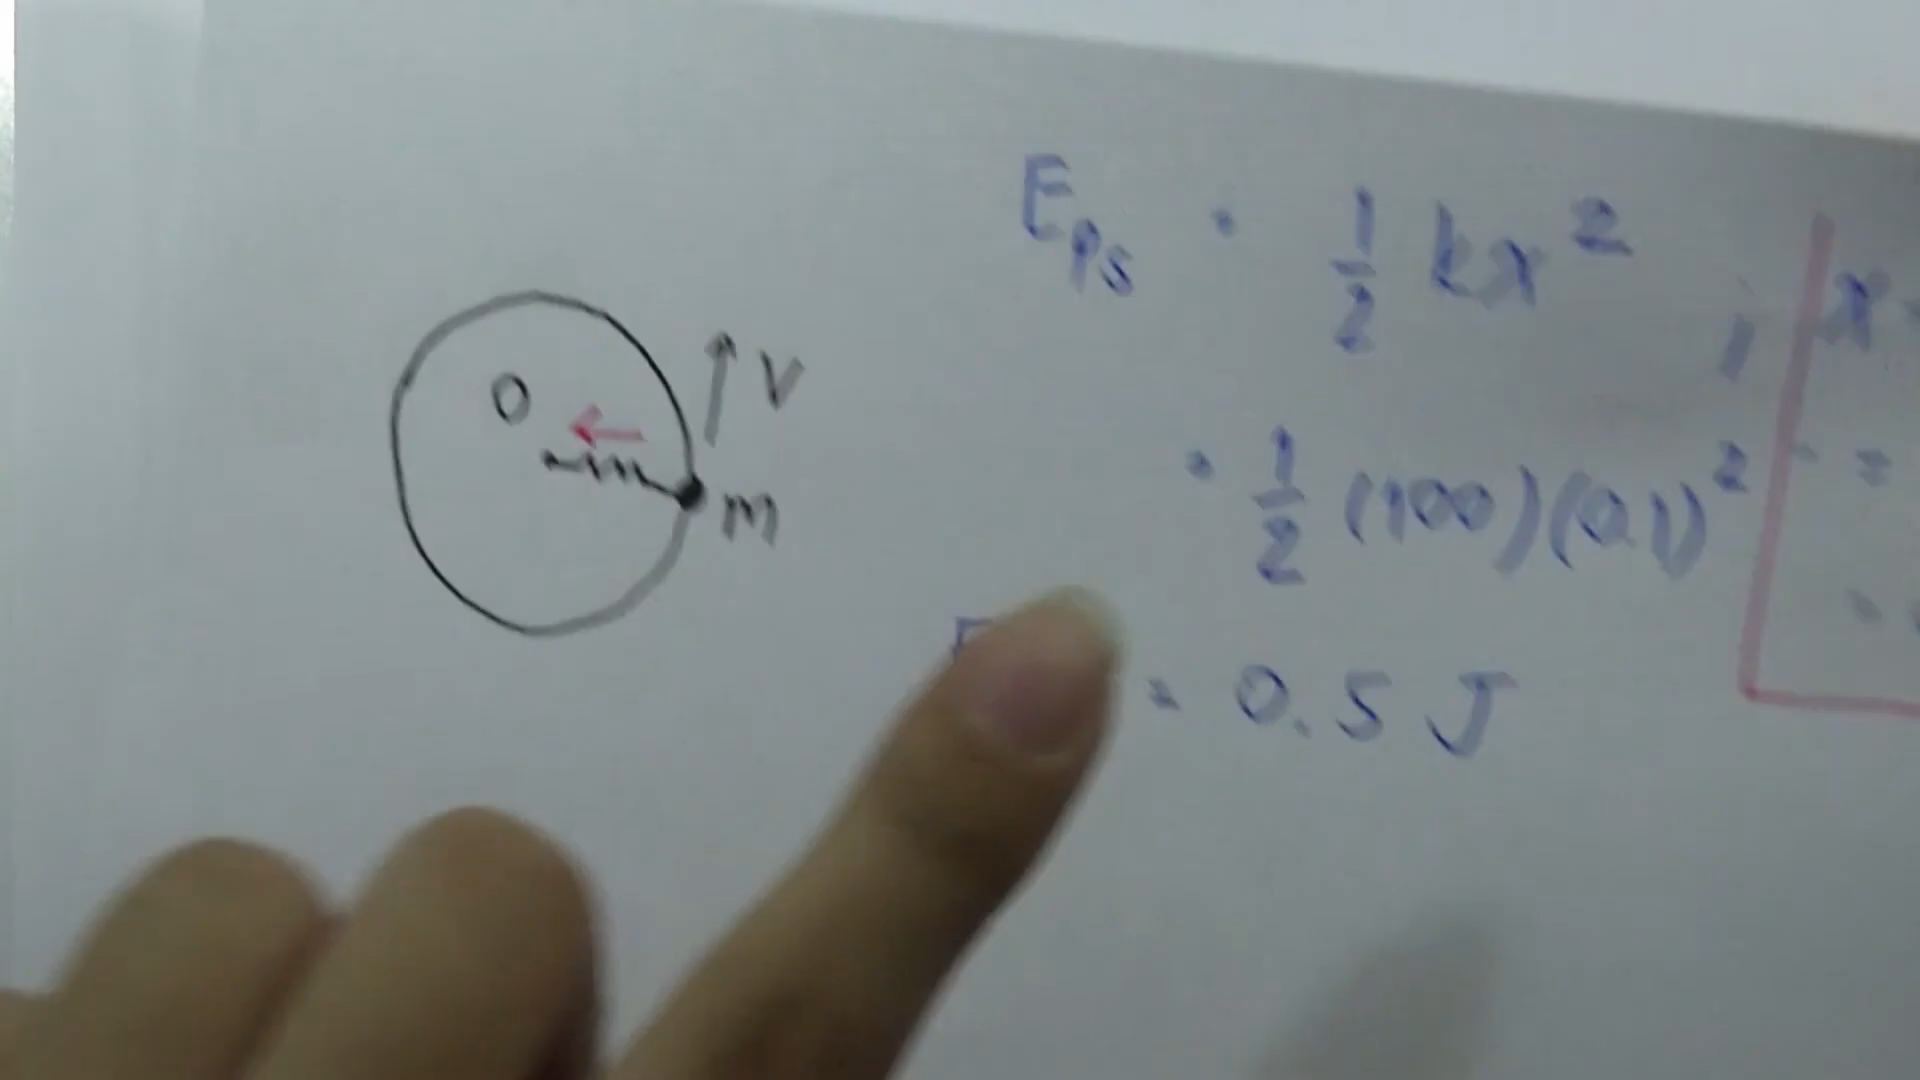 E_ps = 1/2 kx², x
= 1/2 (100)(0.1)²
= 0.5 J
O
V
m